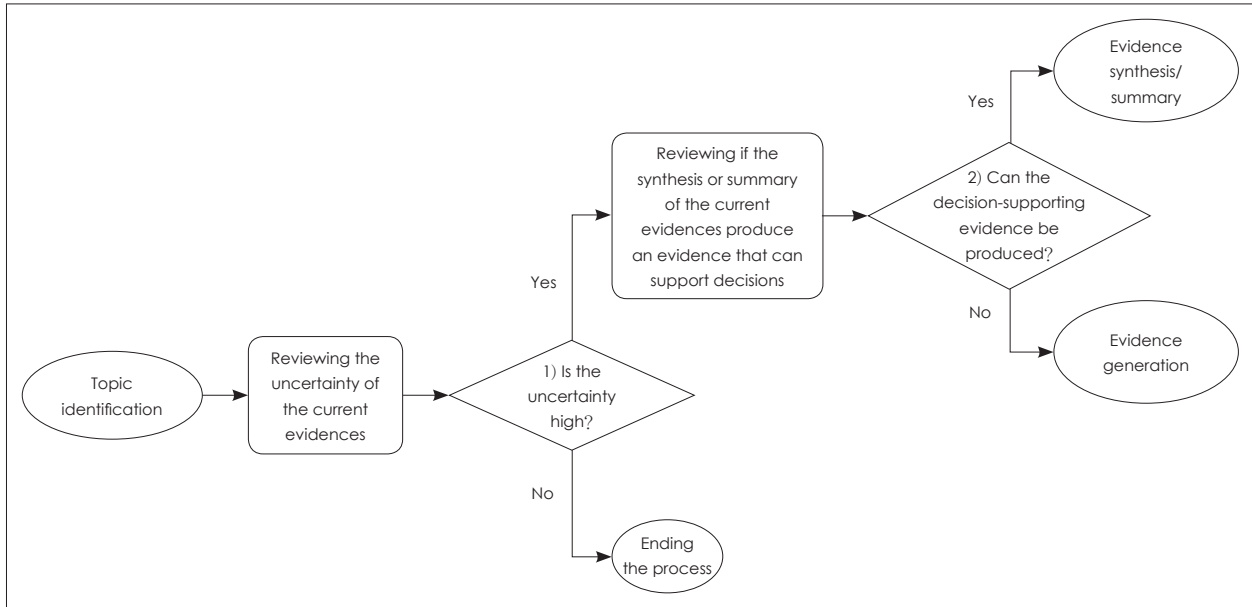 Topic
identification
Reviewing the
uncertainty of
the current
evidences
1) Is the
uncertainty
high?
Yes
No
Ending
the process
Reviewing if the
synthesis or summary
of the current
evidences produce
an evidence that can
support decisions
2) Can the
decision-supporting
evidence be
produced?
Yes
No
Evidence
synthesis/
summary
Evidence
generation